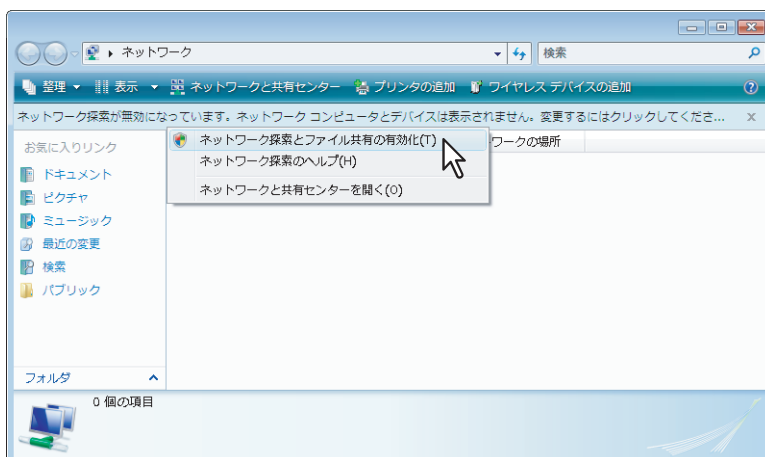 ネットワーク
検索
整理 表示 ネットワークと共有センター プリンタの追加 ワイヤレス デバイスの追加
ネットワーク探索が無効になっています。ネットワーク コンピュータとデバイスは表示されません。変更するにはクリックしてくださ... x
お気に入りリンク
ネットワーク探索とファイル共有の有効化(T)
ワークの場所
ネットワーク探索のヘルプ(H)
ネットワークと共有センターを開く(O)
ドキュメント
ピクチャ
ミュージック
最近の変更
検索
パブリック
フォルダ
0 個の項目